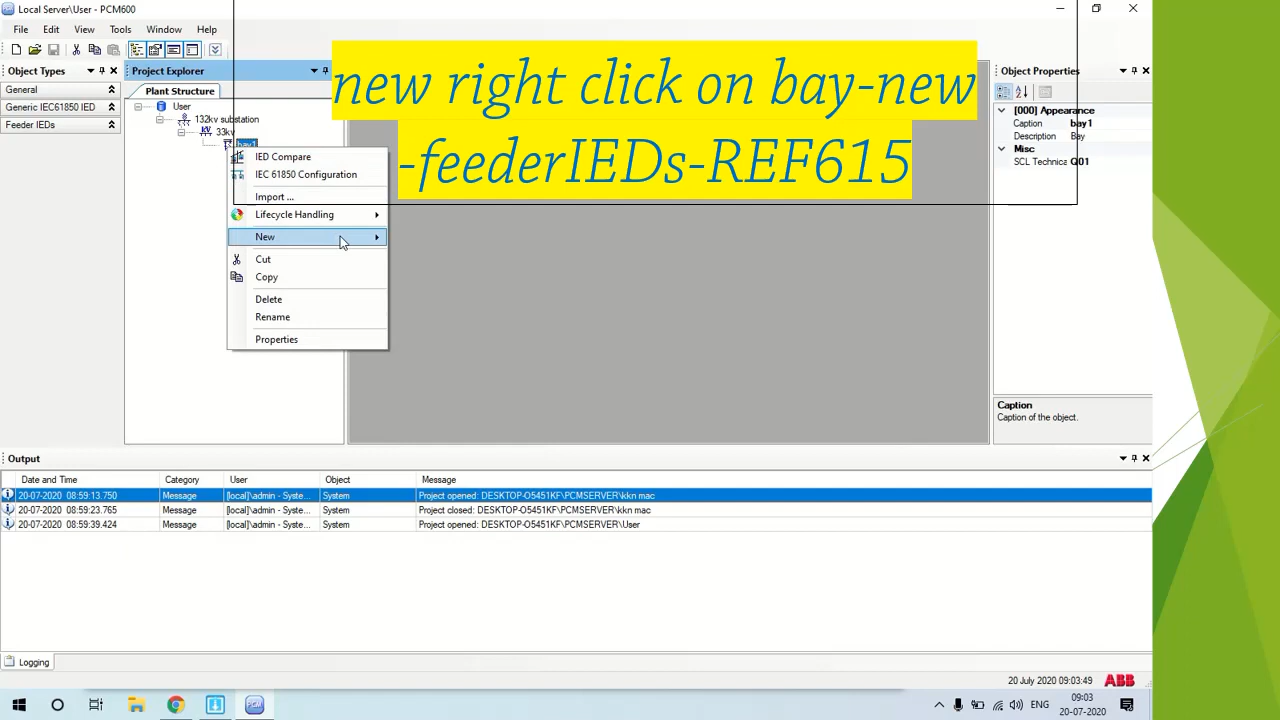 Local Server\User - PCM600
File Edit View Tools Window Help
new right click on bay-new
-feederIEDs-REF615
Object Types
General
Generic IEC61850 IED
Feeder IEDs
Project Explorer
Plant Structure
User
132kv substation
33kv
bay1
IED Compare
IEC 61850 Configuration
Import ...
Lifecycle Handling
New
Cut
Copy
Delete
Rename
Properties
Object Properties
[000] Appearance
Caption bay1
Description Bay
Misc
SCL Technica Q01
Caption
Caption of the object.
Output
Date and Time Category User Object Message
20-07-2020 08:59:13.750 Message [local]\admin - Syste... System Project opened: DESKTOP-O5451KF\PCMSERVER\kkn mac
20-07-2020 08:59:23.765 Message [local]\admin - Syste... System Project closed: DESKTOP-O5451KF\PCMSERVER\kkn mac
20-07-2020 08:59:39.424 Message [local]\admin - Syste... System Project opened: DESKTOP-O5451KF\PCMSERVER\User
Logging
20 July 2020 09:03:49 ABB
PCM
ENG
09:03
20-07-2020